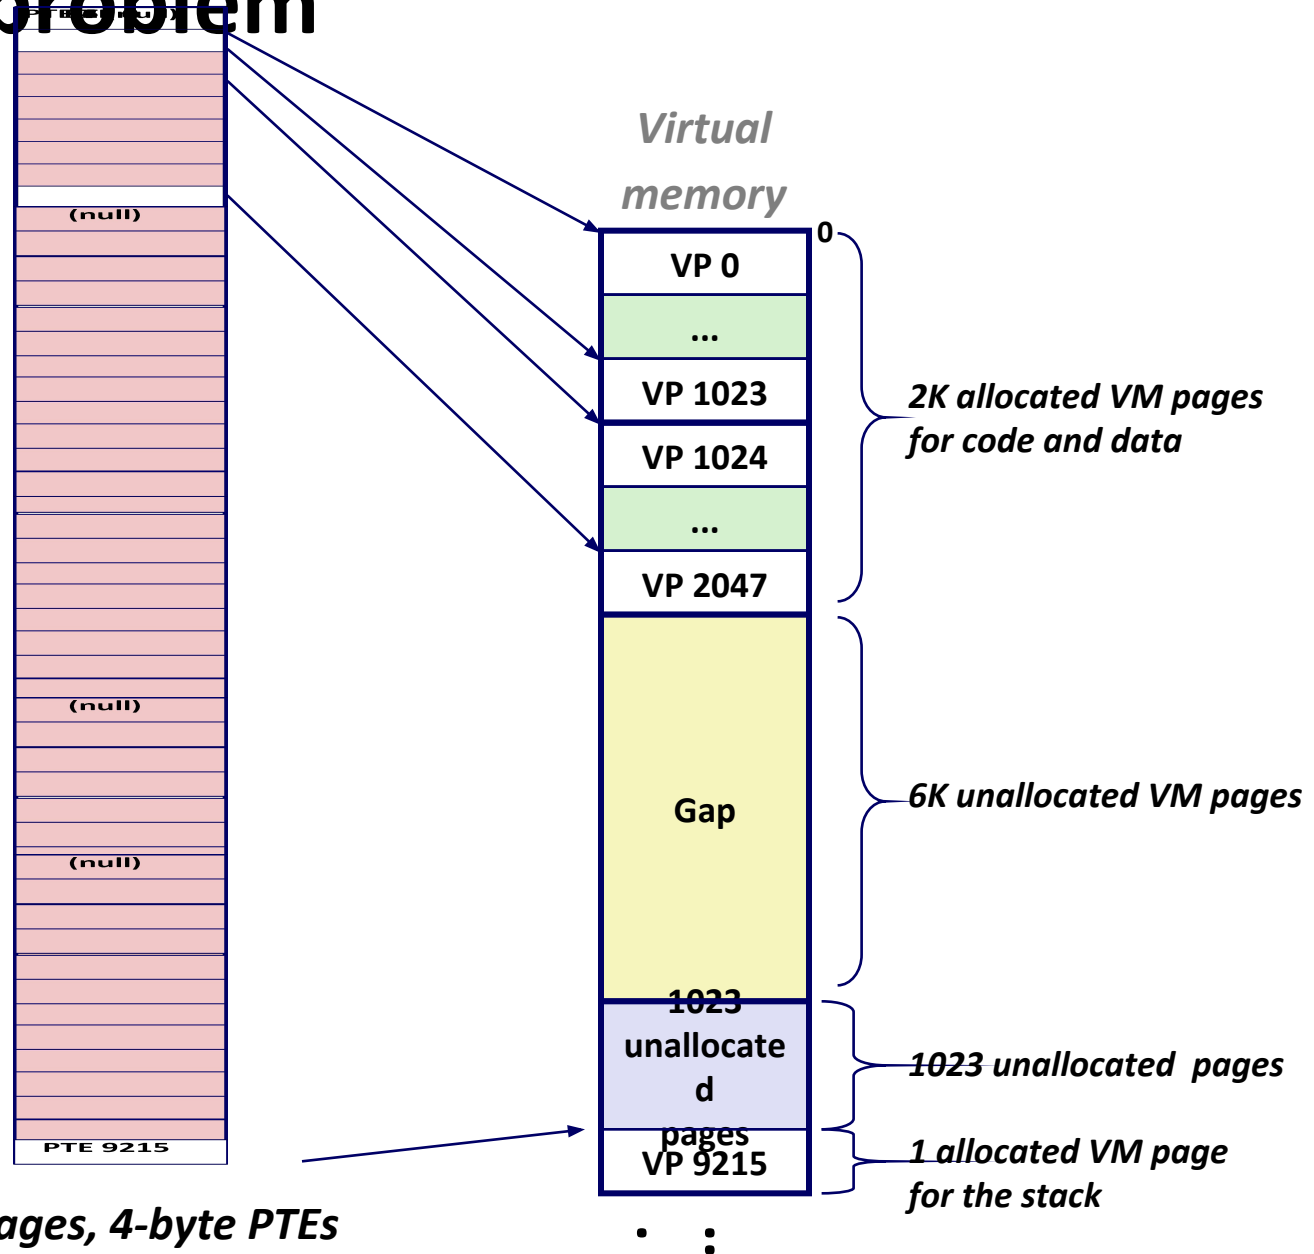 problem
(null)
(null)
(null)
PTE 9215
Virtual
memory
0
VP 0
...
VP 1023
VP 1024
...
VP 2047
Gap
1023
unallocate
d
pages
VP 9215
2K allocated VM pages
for code and data
6K unallocated VM pages
1023 unallocated pages
1 allocated VM page
for the stack
ages, 4-byte PTEs